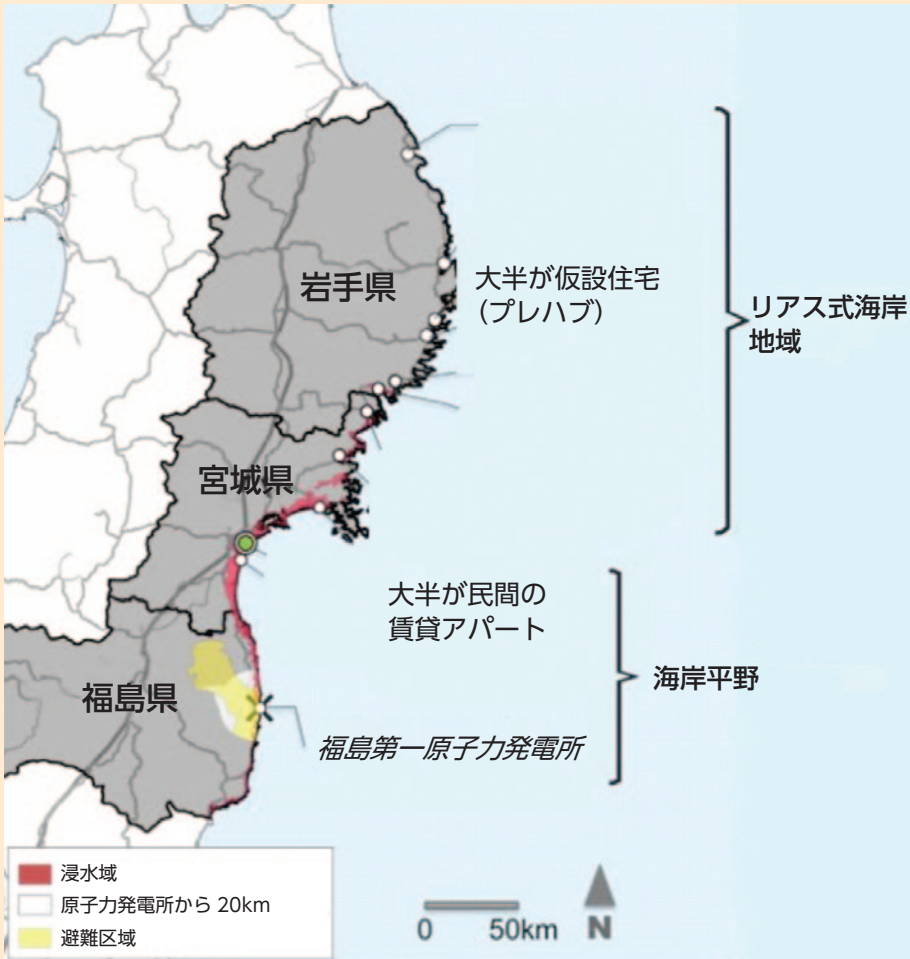 岩手県
大半が仮設住宅
（プレハブ）
リアス式海岸
地域
宮城県
大半が民間の
賃貸アパート
海岸平野
福島県
福島第一原子力発電所
浸水域
原子力発電所から 20km
避難区域
0 50km N